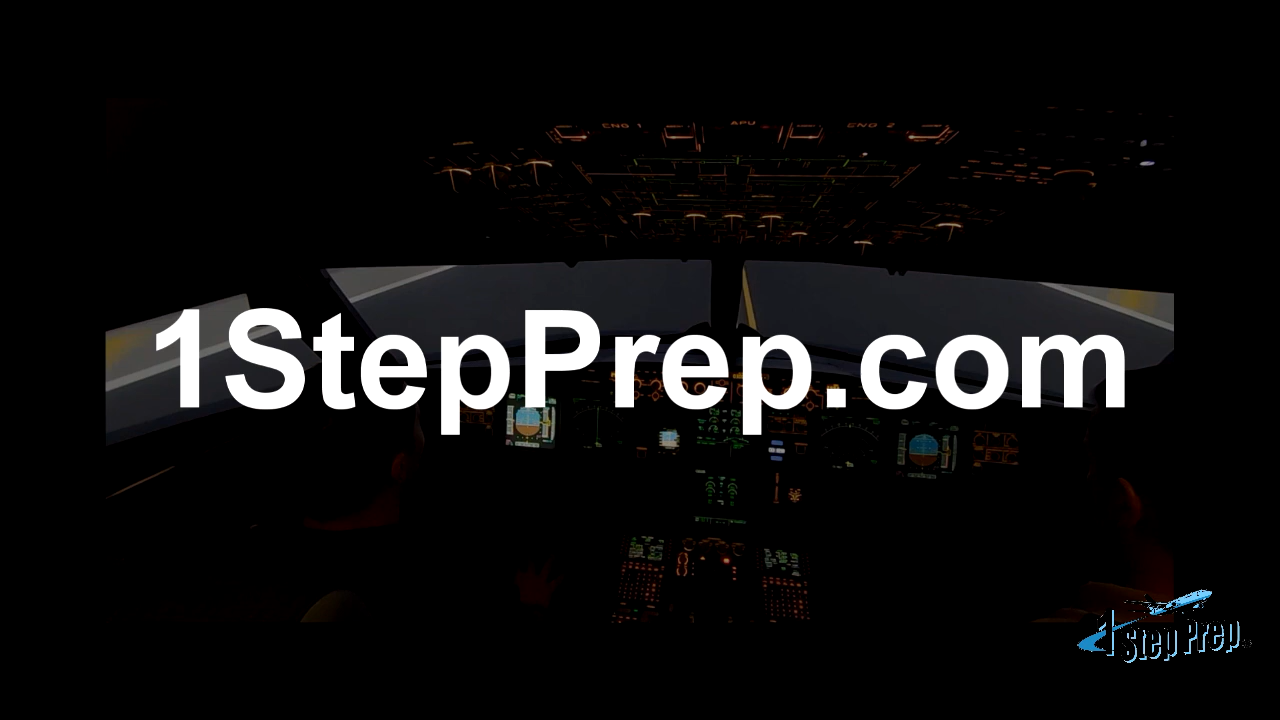 ENG 1
APU
ENG 2
1StepPrep.com
1 Step Prep